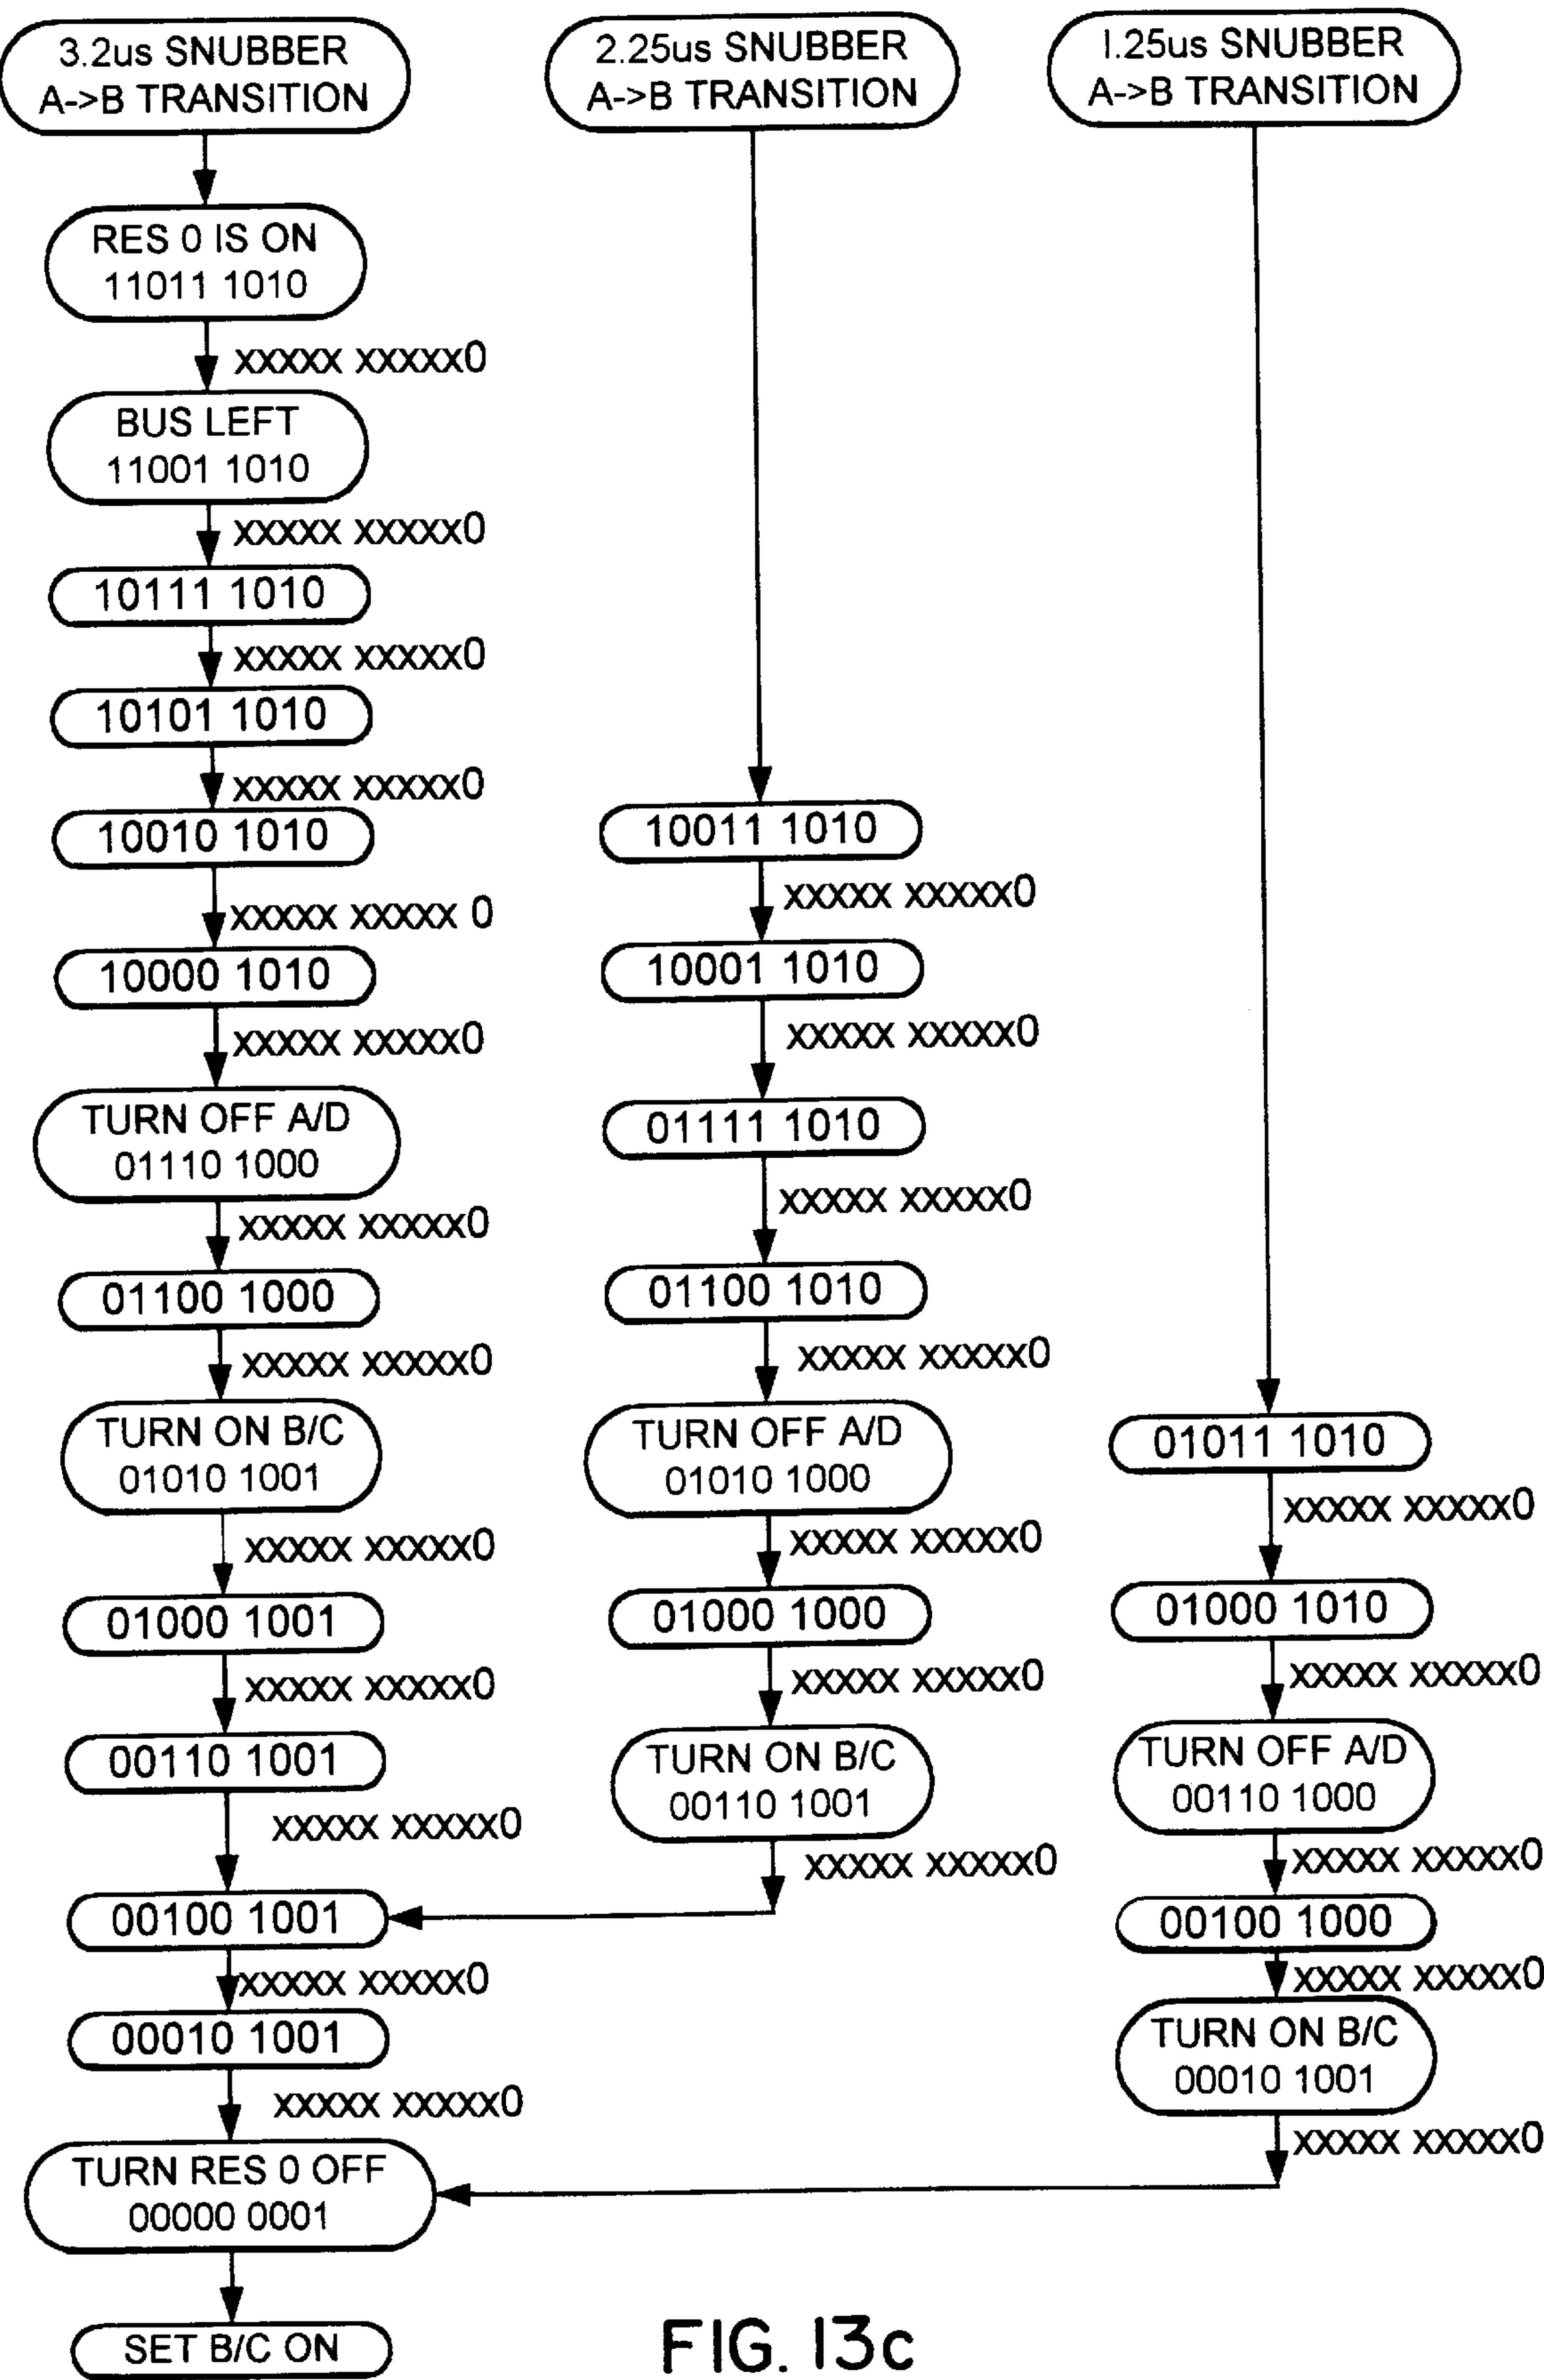 3.2us SNUBBER
A->B TRANSITION
RES 0 IS ON
11011 1010
xxxxx xxxxx0
BUS LEFT
11001 1010
xxxxx xxxxx0
10111 1010
xxxxx xxxxx0
10101 1010
xxxxx xxxxx0
10010 1010
xxxxx xxxxx 0
10000 1010
xxxxx xxxxx0
TURN OFF A/D
01110 1000
xxxxx xxxxx0
01100 1000
xxxxx xxxxx0
TURN ON B/C
01010 1001
xxxxx xxxxx0
01000 1001
xxxxx xxxxx0
00110 1001
xxxxx xxxxx0
00100 1001
xxxxx xxxxx0
00010 1001
xxxxx xxxxx0
TURN RES 0 OFF
00000 0001
SET B/C ON
2.25us SNUBBER
A->B TRANSITION
10011 1010
xxxxx xxxxx0
10001 1010
xxxxx xxxxx0
01111 1010
xxxxx xxxxx0
01100 1010
xxxxx xxxxx0
TURN OFF A/D
01010 1000
xxxxx xxxxx0
01000 1000
xxxxx xxxxx0
TURN ON B/C
00110 1001
xxxxx xxxxx0
1.25us SNUBBER
A->B TRANSITION
01011 1010
xxxxx xxxxx0
01000 1010
xxxxx xxxxx0
TURN OFF A/D
00110 1000
xxxxx xxxxx0
00100 1000
xxxxx xxxxx0
TURN ON B/C
00010 1001
xxxxx xxxxx0
FIG. 13c